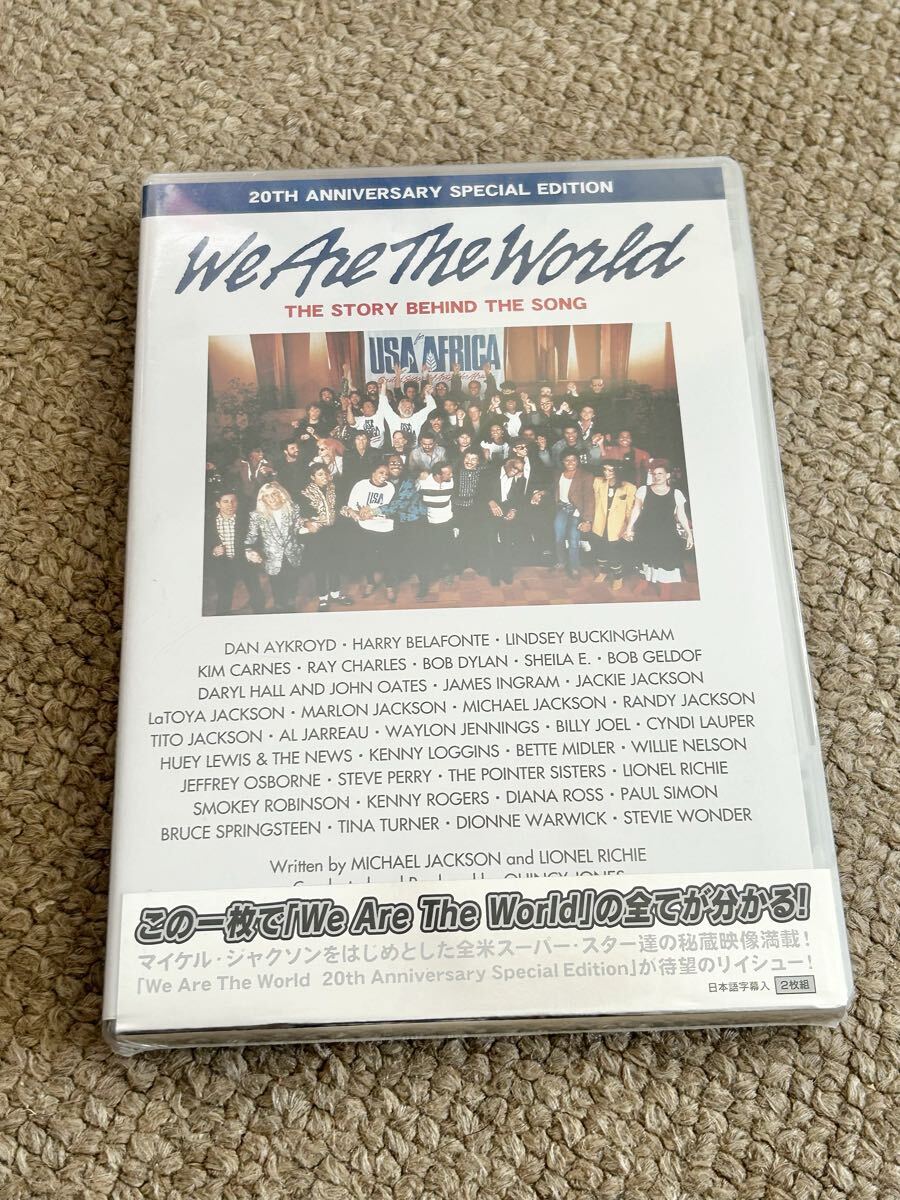 20TH ANNIVERSARY SPECIAL EDITION
We Are The World
THE STORY BEHIND THE SONG
USA for AFRICA
USA
DAN AYKROYD · HARRY BELAFONTE · LINDSEY BUCKINGHAM
KIM CARNES · RAY CHARLES · BOB DYLAN · SHEILA E. · BOB GELDOF
DARYL HALL AND JOHN OATES · JAMES INGRAM · JACKIE JACKSON
LaTOYA JACKSON · MARLON JACKSON · MICHAEL JACKSON · RANDY JACKSON
TITO JACKSON · AL JARREAU · WAYLON JENNINGS · BILLY JOEL · CYNDI LAUPER
HUEY LEWIS & THE NEWS · KENNY LOGGINS · BETTE MIDLER · WILLIE NELSON
JEFFREY OSBORNE · STEVE PERRY · THE POINTER SISTERS · LIONEL RICHIE
SMOKEY ROBINSON · KENNY ROGERS · DIANA ROSS · PAUL SIMON
BRUCE SPRINGSTEEN · TINA TURNER · DIONNE WARWICK · STEVIE WONDER
Written by MICHAEL JACKSON and LIONEL RICHIE
QUINCY JONES
この一枚で「We Are The World」の全てが分かる!
マイケル・ジャクソンをはじめとした全米スーパー・スター達の秘蔵映像満載!
「We Are The World 20th Anniversary Special Edition」が待望のリイシュー!
日本語字幕入 2枚組